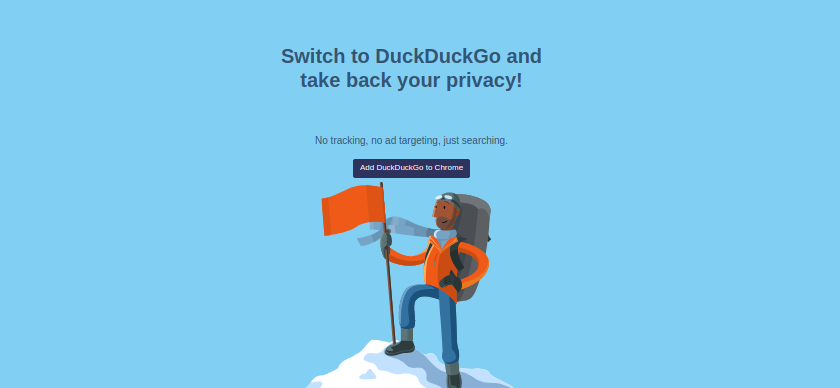 Switch to DuckDuckGo and
take back your privacy!
No tracking, no ad targeting, just searching.
Add DuckDuckGo to Chrome